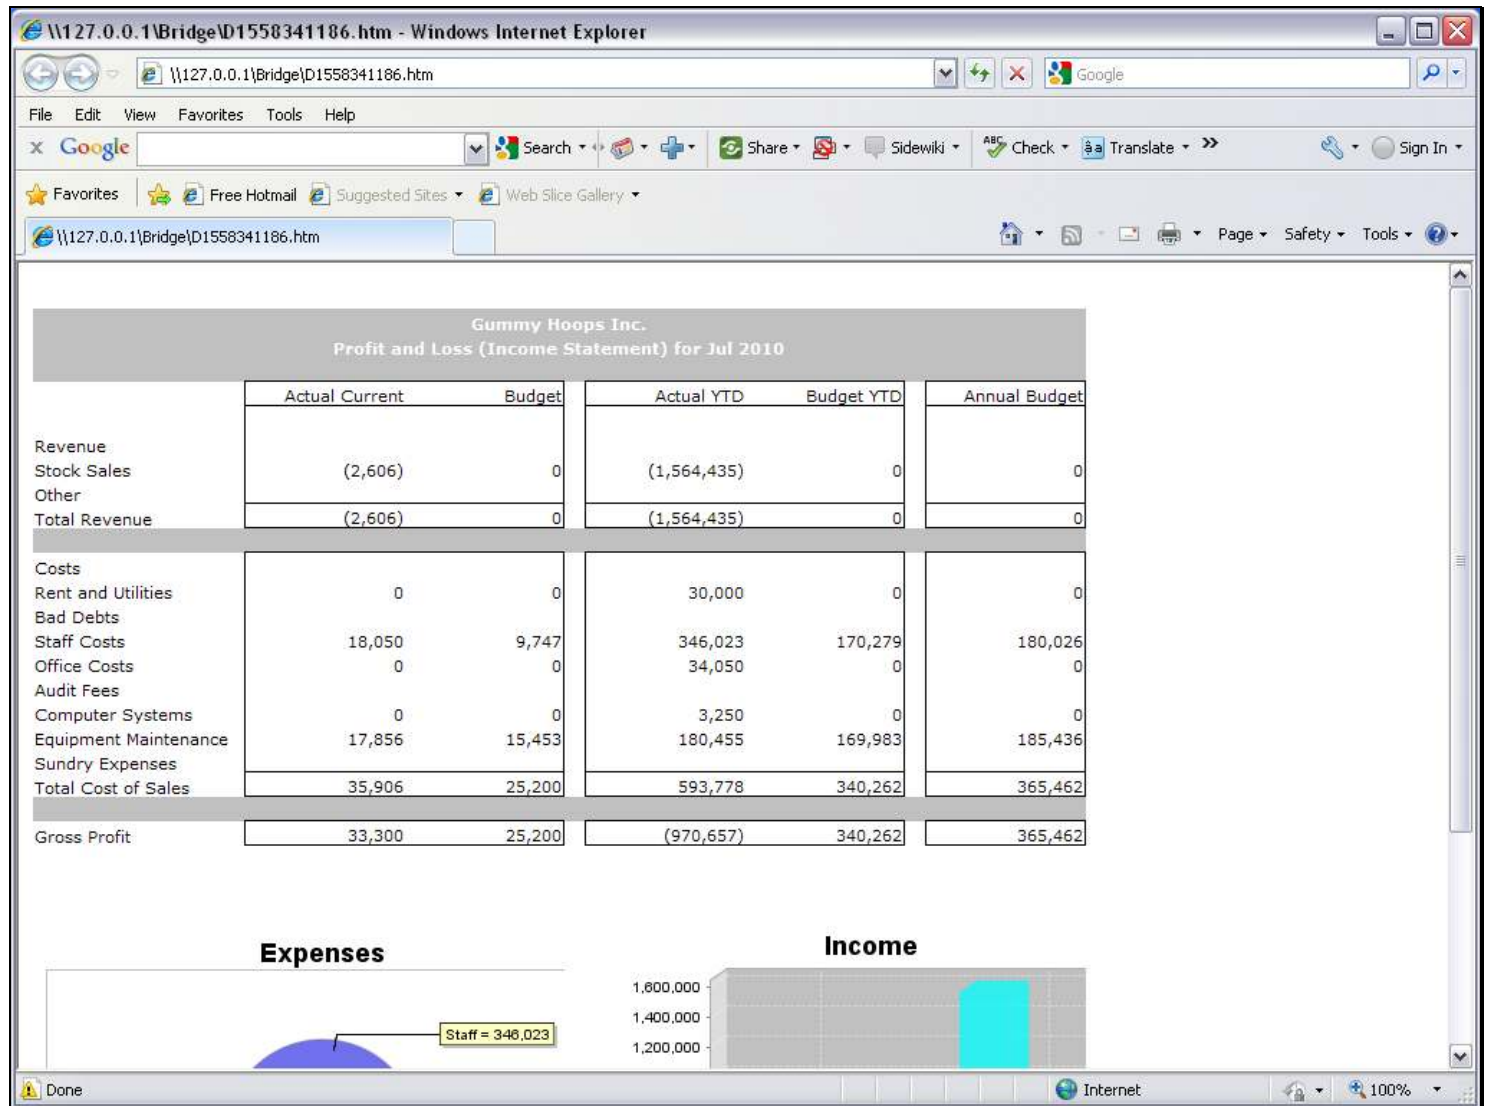 \\127.0.0.1\Bridge\D1558341186.htm - Windows Internet Explorer
\\127.0.0.1\Bridge\D1558341186.htm Google
File Edit View Favorites Tools Help
x Google Search Share Sidewiki ABC Check aa Translate » Sign In
Favorites Free Hotmail Suggested Sites Web Slice Gallery
\\127.0.0.1\Bridge\D1558341186.htm Page Safety Tools
Gummy Hoops Inc.
Profit and Loss (Income Statement) for Jul 2010
Actual Current Budget Actual YTD Budget YTD Annual Budget
Revenue
Stock Sales (2,606) 0 (1,564,435) 0 0
Other
Total Revenue (2,606) 0 (1,564,435) 0 0
Costs
Rent and Utilities 0 0 30,000 0 0
Bad Debts
Staff Costs 18,050 9,747 346,023 170,279 180,026
Office Costs 0 0 34,050 0 0
Audit Fees
Computer Systems 0 0 3,250 0 0
Equipment Maintenance 17,856 15,453 180,455 169,983 185,436
Sundry Expenses
Total Cost of Sales 35,906 25,200 593,778 340,262 365,462
Gross Profit 33,300 25,200 (970,657) 340,262 365,462
Expenses
Staff = 346,023
Income
1,600,000
1,400,000
1,200,000
Done Internet 100%